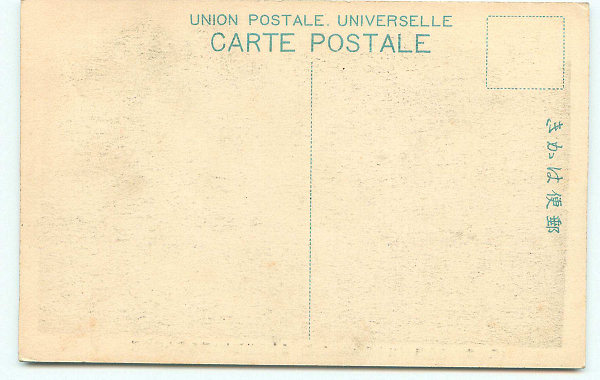 UNION POSTALE. UNIVERSELLE
CARTE POSTALE
郵便はかき